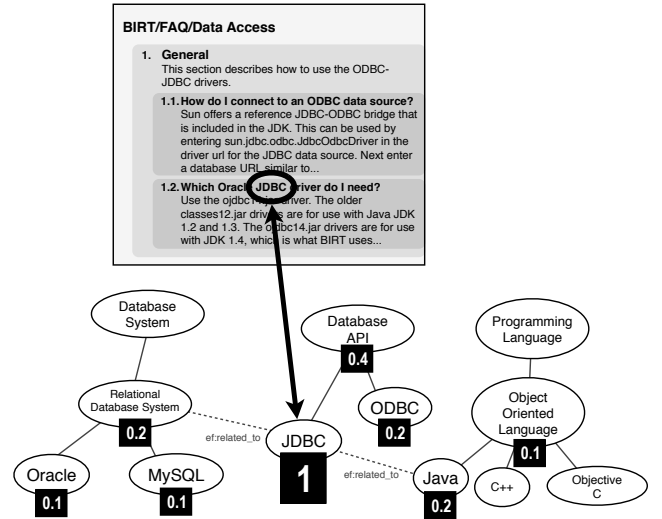 BIRT/FAQ/Data Access
1. General
This section describes how to use the ODBC-
JDBC drivers.
1.1. How do I connect to an ODBC data source?
Sun offers a reference JDBC-ODBC bridge that
is included in the JDK. This can be used by
entering sun.jdbc.odbc.JdbcOdbcDriver in the
driver url for the JDBC data source. Next enter
a database URL similar to...
1.2. Which Oracle JDBC driver do I need?
Use the driver. The older
classes12.jar drivers are for use with Java JDK
1.2 and 1.3. The ojdbc14.jar drivers are for use
with JDK 1.4, which is what BIRT uses...
Database
System
Database
API
0.4
Programming
Language
Relational
Database System
0.2
ODBC
0.2
Object
Oriented
Language
0.1
ef:related_to
JDBC
1
ef:related_to
Oracle
0.1
MySQL
0.1
Java
0.2
C++
Objective
C